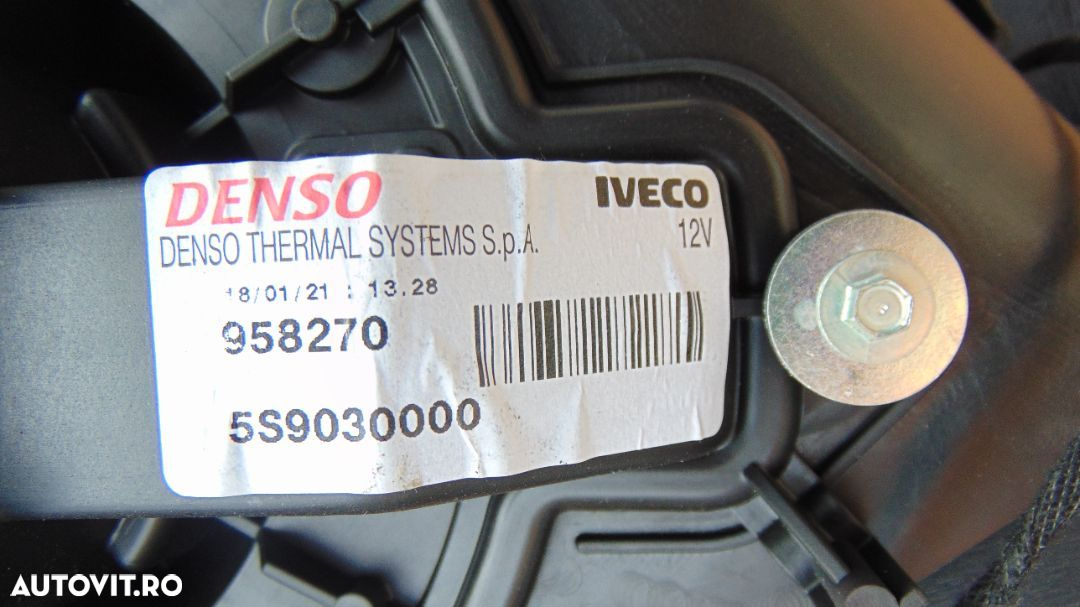 DENSO
IVECO
DENSO THERMAL SYSTEMS S.p.A.
12V
18/01/21 : 13.28
958270
5S9030000
AUTOVIT.RO